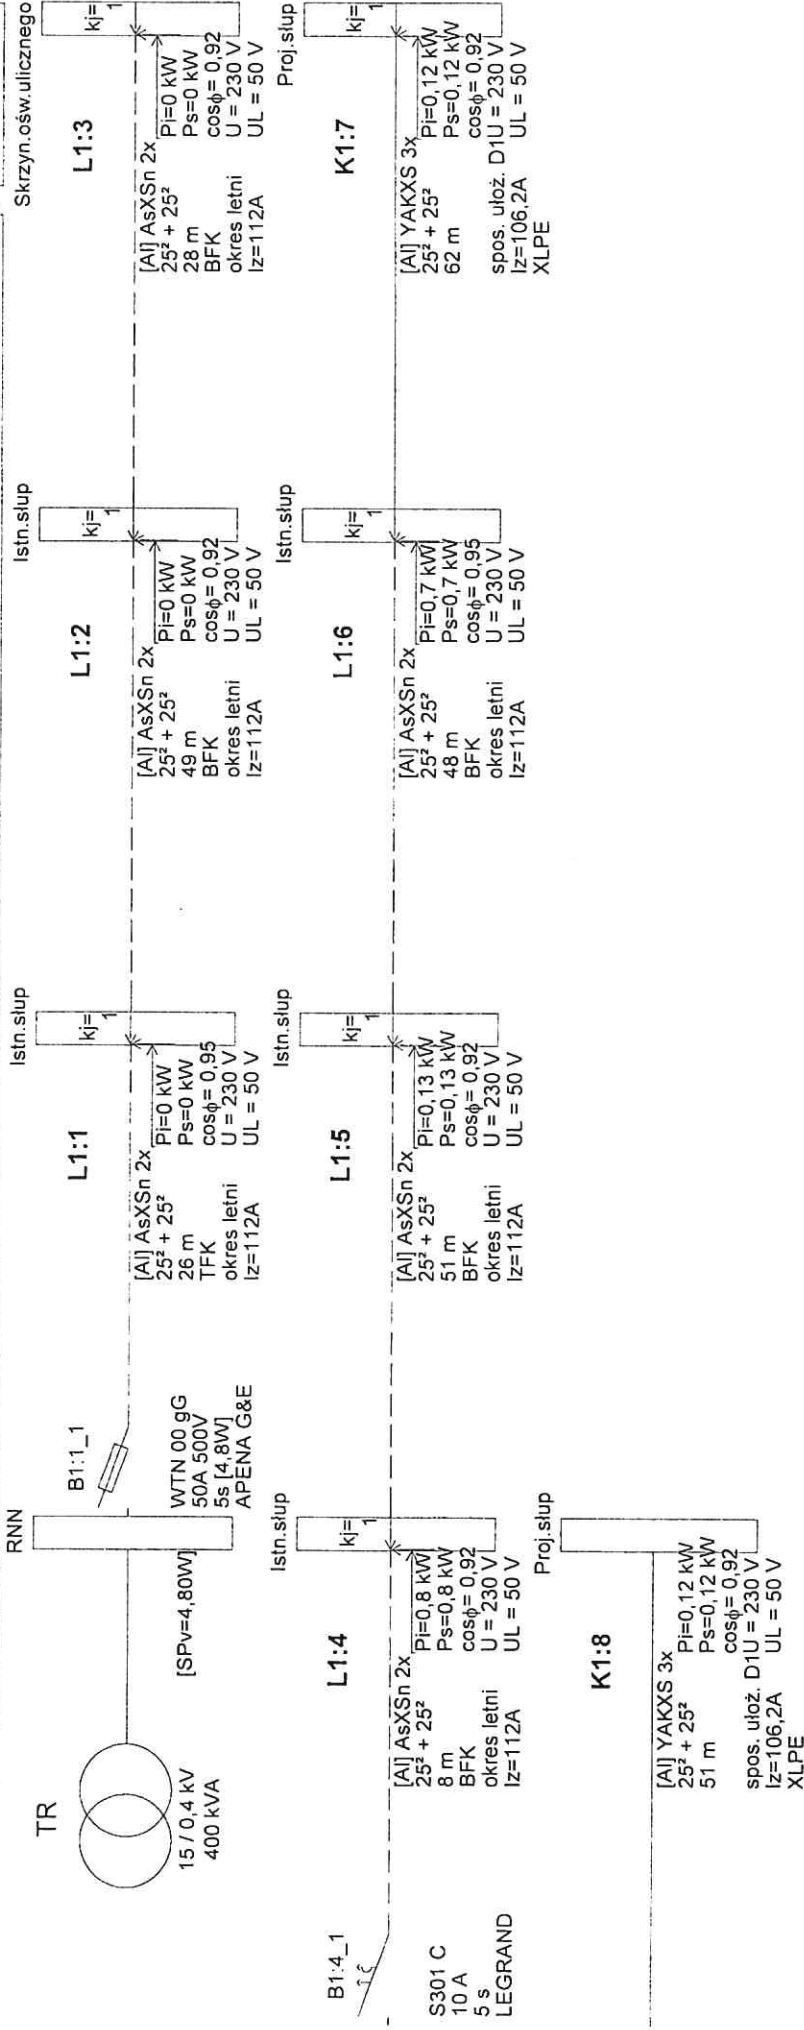 TR
15 / 0,4 kV
400 kVA
RNN
[SPv=4,80W]
B1:1_1
WTN 00 gG
50A 500V
5s [4,8W]
APENA G&E
L1:1
[Al] AsXSn 2x
25² + 25²
26 m
TFK
okres letni
Iz=112A
Istn.słup
kj=
1
Pi=0 kW
Ps=0 kW
cosϕ= 0,95
U = 230 V
UL = 50 V
L1:2
[Al] AsXSn 2x
25² + 25²
49 m
BFK
okres letni
Iz=112A
Istn.słup
kj=
1
Pi=0 kW
Ps=0 kW
cosϕ= 0,92
U = 230 V
UL = 50 V
L1:3
[Al] AsXSn 2x
25² + 25²
28 m
BFK
okres letni
Iz=112A
Skrzyn.ośw.ulicznego
kj=
1
Pi=0 kW
Ps=0 kW
cosϕ= 0,92
U = 230 V
UL = 50 V
B1:4_1
S301 C
10 A
5 s
LEGRAND
L1:4
[Al] AsXSn 2x
25² + 25²
8 m
BFK
okres letni
Iz=112A
Istn.słup
kj=
1
Pi=0,8 kW
Ps=0,8 kW
cosϕ= 0,92
U = 230 V
UL = 50 V
L1:5
[Al] AsXSn 2x
25² + 25²
51 m
BFK
okres letni
Iz=112A
Istn.słup
kj=
1
Pi=0,13 kW
Ps=0,13 kW
cosϕ= 0,92
U = 230 V
UL = 50 V
L1:6
[Al] AsXSn 2x
25² + 25²
48 m
BFK
okres letni
Iz=112A
Istn.słup
kj=
1
Pi=0,7 kW
Ps=0,7 kW
cosϕ= 0,95
U = 230 V
UL = 50 V
K1:7
[Al] YAKXS 3x
25² + 25²
62 m
spos. ułoż. D1
Iz=106,2A
XLPE
Proj.słup
kj=
1
Pi=0,12 kW
Ps=0,12 kW
cosϕ= 0,92
U = 230 V
UL = 50 V
K1:8
[Al] YAKXS 3x
25² + 25²
51 m
spos. ułoż. D1
Iz=106,2A
XLPE
Proj.słup
Pi=0,12 kW
Ps=0,12 kW
cosϕ= 0,92
U = 230 V
UL = 50 V